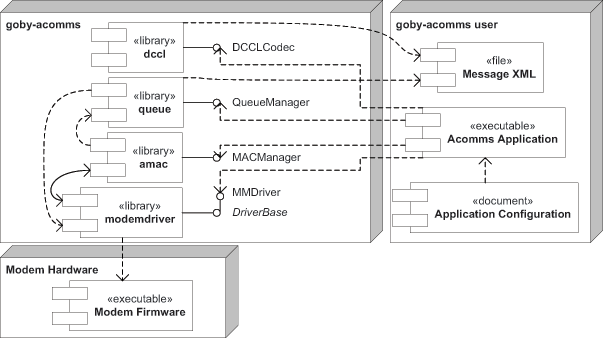 goby-acomms
«library»
dccl
DCCLCodec
«library»
queue
QueueManager
«library»
amac
MACManager
«library»
modemdriver
MMDriver
DriverBase
goby-acomms user
«file»
Message XML
«executable»
Acomms Application
«document»
Application Configuration
Modem Hardware
«executable»
Modem Firmware